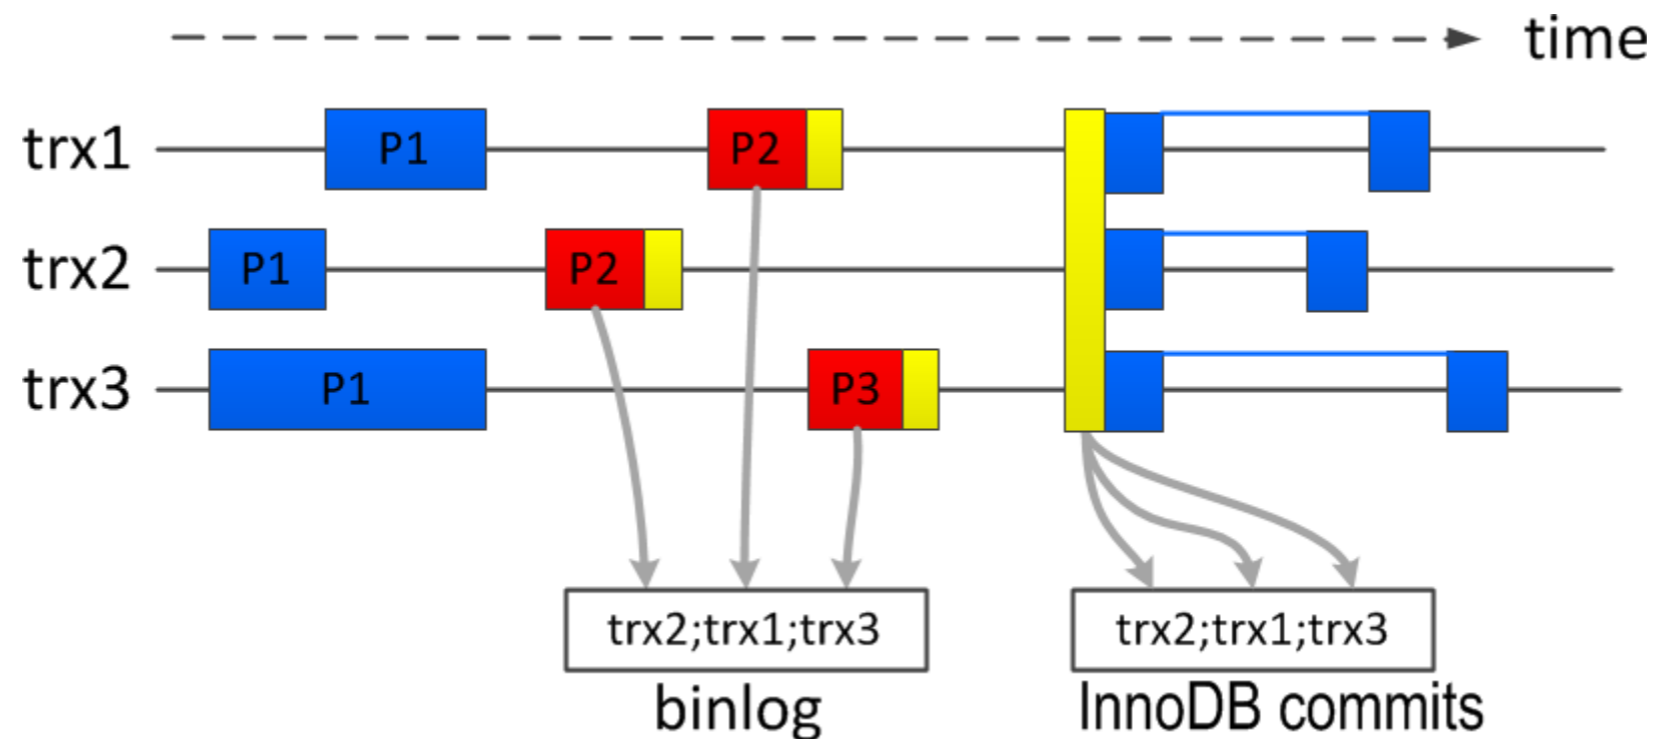 time
trx1 P1 P2
trx2 P1 P2
trx3 P1 P3
trx2;trx1;trx3 trx2;trx1;trx3
binlog InnoDB commits